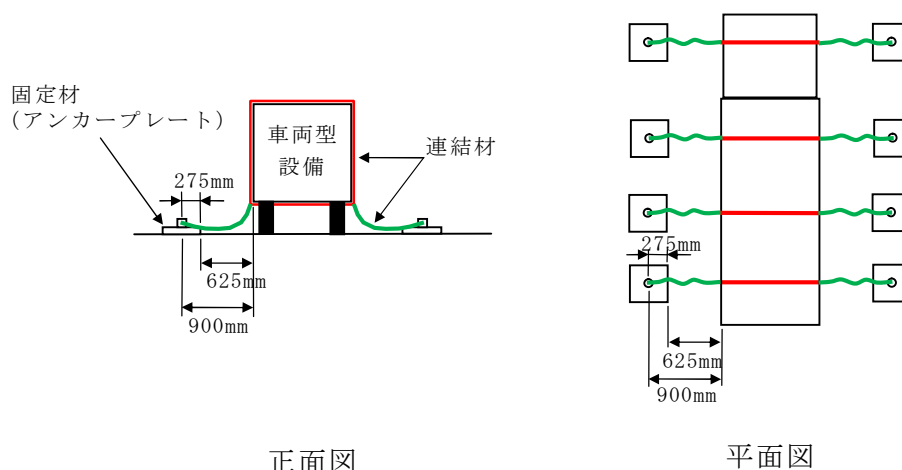 固定材
(アンカープレート)
車両型
設備
連結材
275mm
625mm
900mm
正面図
275mm
625mm
900mm
平面図